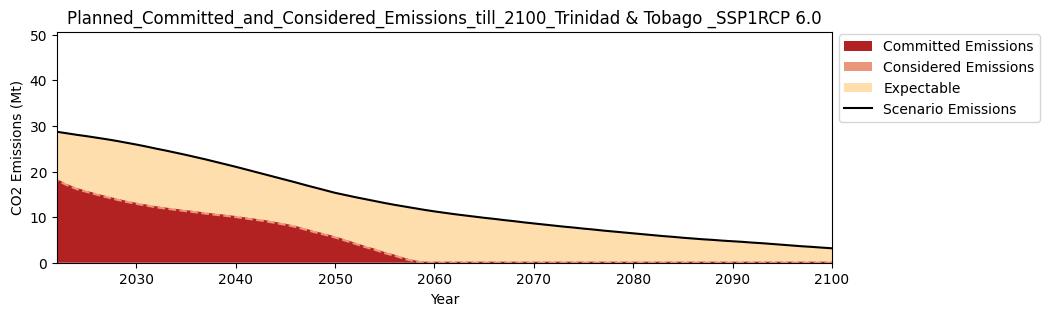 Planned_Committed_and_Considered_Emissions_till_2100_Trinidad & Tobago _SSP1RCP 6.0
50
40
30
20
10
0
CO2 Emissions (Mt)
2030
2040
2050
2060
2070
2080
2090
2100
Year
Committed Emissions
Considered Emissions
Expectable
Scenario Emissions